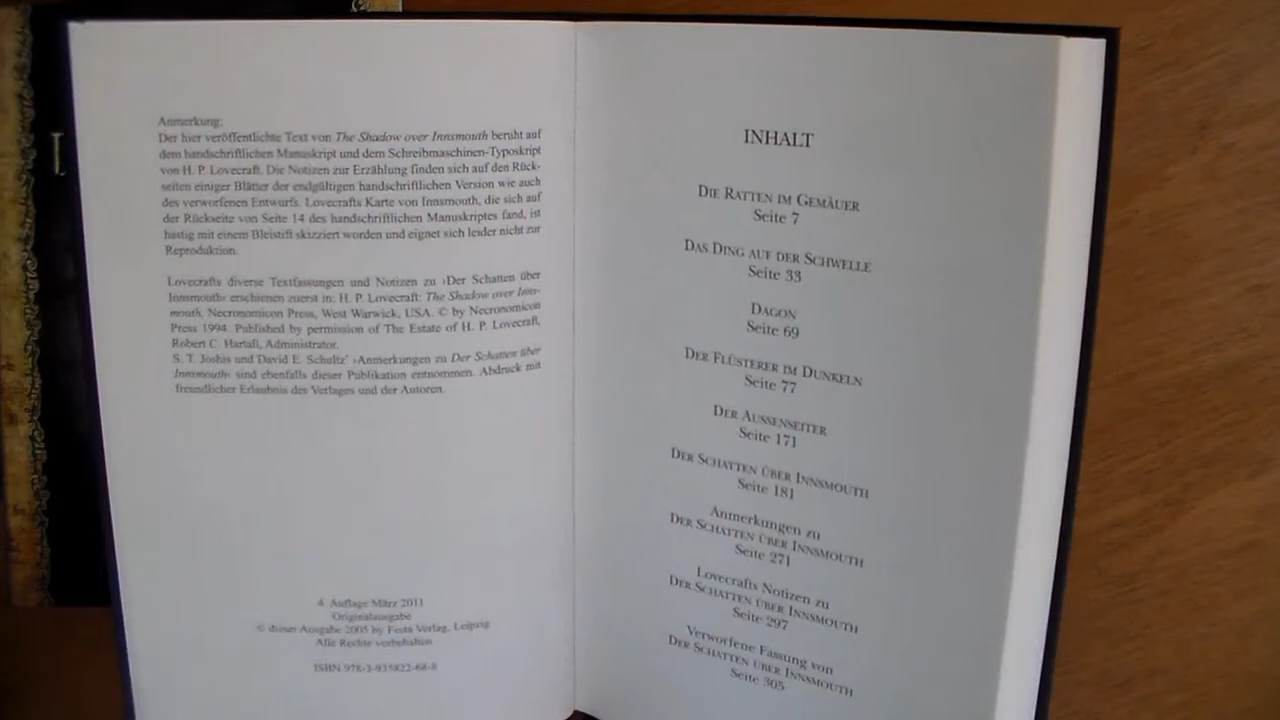 Anmerkung:
Der hier veröffentlichte Text von The Shadow over Innsmouth beruht auf
dem handschriftlichen Manuskript und dem Schreibmaschinen-Typoskript
von H. P. Lovecraft. Die Notizen zur Erzählung finden sich auf den Rück-
seiten einiger Blätter der endgültigen handschriftlichen Version wie auch
des verworfenen Entwurfs. Lovecrafts Karte von Innsmouth, die sich auf
der Rückseite von Seite 14 des handschriftlichen Manuskriptes fand, ist
hastig mit einem Bleistift skizziert worden und eignet sich leider nicht zur
Reproduktion.
Lovecrafts diverse Textfassungen und Notizen zu ›Der Schatten über
Innsmouth‹ erschienen zuerst in: H. P. Lovecraft: The Shadow over Inns-
mouth, Necronomicon Press, West Warwick, USA. © by Necronomicon
Press 1994. Published by permission of The Estate of H. P. Lovecraft,
Robert C. Harrall, Administrator.
S. T. Joshis und David E. Schultz' ›Anmerkungen zu Der Schatten über
Innsmouth‹ sind ebenfalls dieser Publikation entnommen. Abdruck mit
freundlicher Erlaubnis des Verlages und der Autoren.
4. Auflage März 2011
Originalausgabe
© dieser Ausgabe 2005 by Festa Verlag, Leipzig
Alle Rechte vorbehalten
ISBN 978-3-935822-68-8
INHALT
DIE RATTEN IM GEMÄUER
Seite 7
DAS DING AUF DER SCHWELLE
Seite 33
DAGON
Seite 69
DER FLÜSTERER IM DUNKELN
Seite 77
DER AUSSENSEITER
Seite 171
DER SCHATTEN ÜBER INNSMOUTH
Seite 181
Anmerkungen zu
DER SCHATTEN ÜBER INNSMOUTH
Seite 271
Lovecrafts Notizen zu
DER SCHATTEN ÜBER INNSMOUTH
Seite 297
Verworfene Fassung von
DER SCHATTEN ÜBER INNSMOUTH
Seite 305